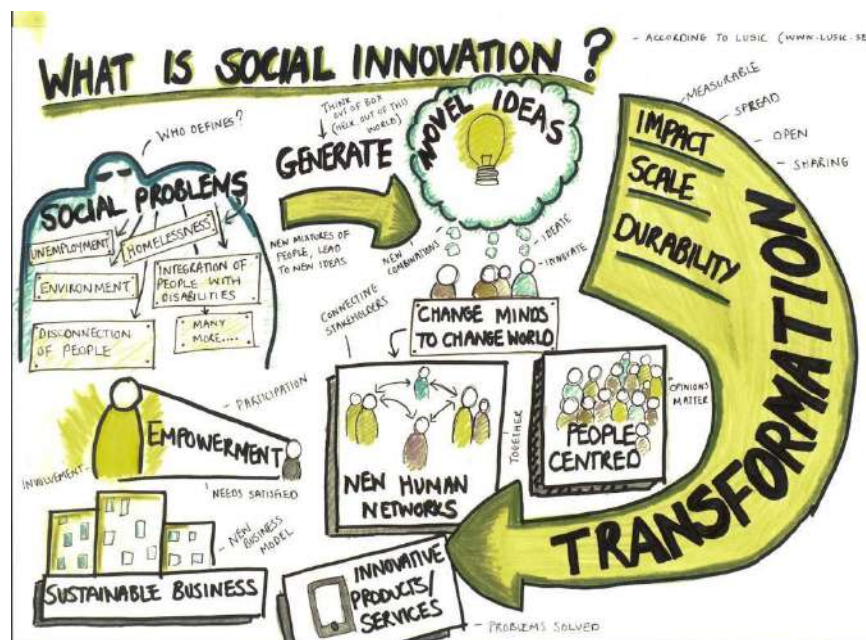 WHAT IS SOCIAL INNOVATION?
- ACCORDING TO LUSIC (WWW.LUSIC.SE
WHO DEFINES?
SOCIAL PROBLEMS
UNEMPLOYMENT
HOMELESSNESS
ENVIRONMENT
INTEGRATION OF
PEOPLE WITH
DISABILITIES
DISCONNECTION
OF PEOPLE
MANY
MORE....
THINK
OUT OF BOX
(HECK, OUT OF THIS
WORLD)
GENERATE
NEW MIXTURES OF
PEOPLE, LEAD
TO NEW IDEAS
NOVEL IDEAS
NEW
COMBINATIONS
IDEATE
INNOVATE
CHANGE MINDS
TO CHANGE WORLD
IMPACT
SCALE
DURABILITY
MEASURABLE
SPREAD
OPEN
SHARING
TRANSFORMATION
CONNECTING
STAKEHOLDERS
NEW HUMAN
NETWORKS
TOGETHER
PEOPLE
CENTRED
OPINIONS
MATTER
EMPOWERMENT
- PARTICIPATION
INVOLVEMENT-
NEEDS SATISFIED
- NEW
BUSINESS
MODEL
SUSTAINABLE BUSINESS
INNOVATIVE
PRODUCTS/
SERVICES
- PROBLEMS SOLVED